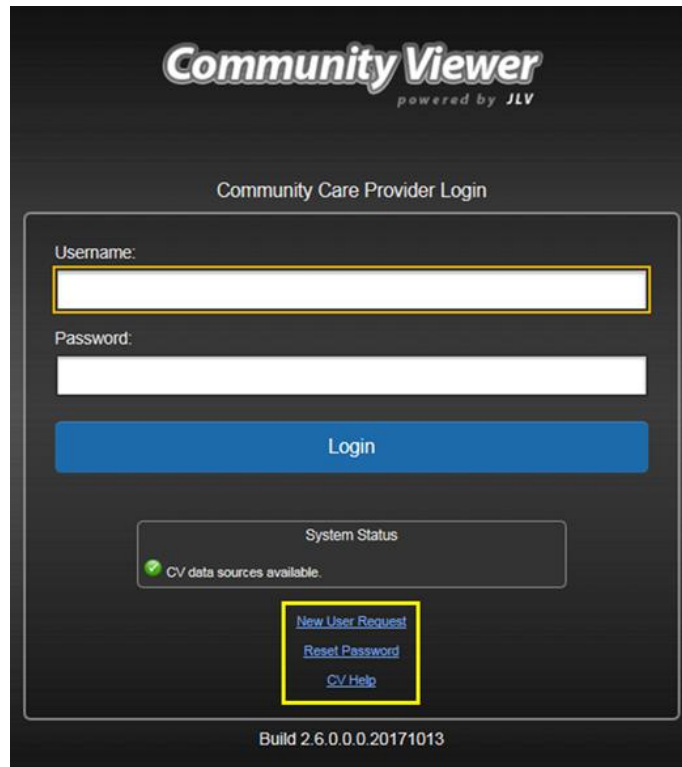 Community Viewer
powered by JLV
Community Care Provider Login
Username:
Password:
Login
System Status
CV data sources available.
New User Request
Reset Password
CV Help
Build 2.6.0.0.0.20171013